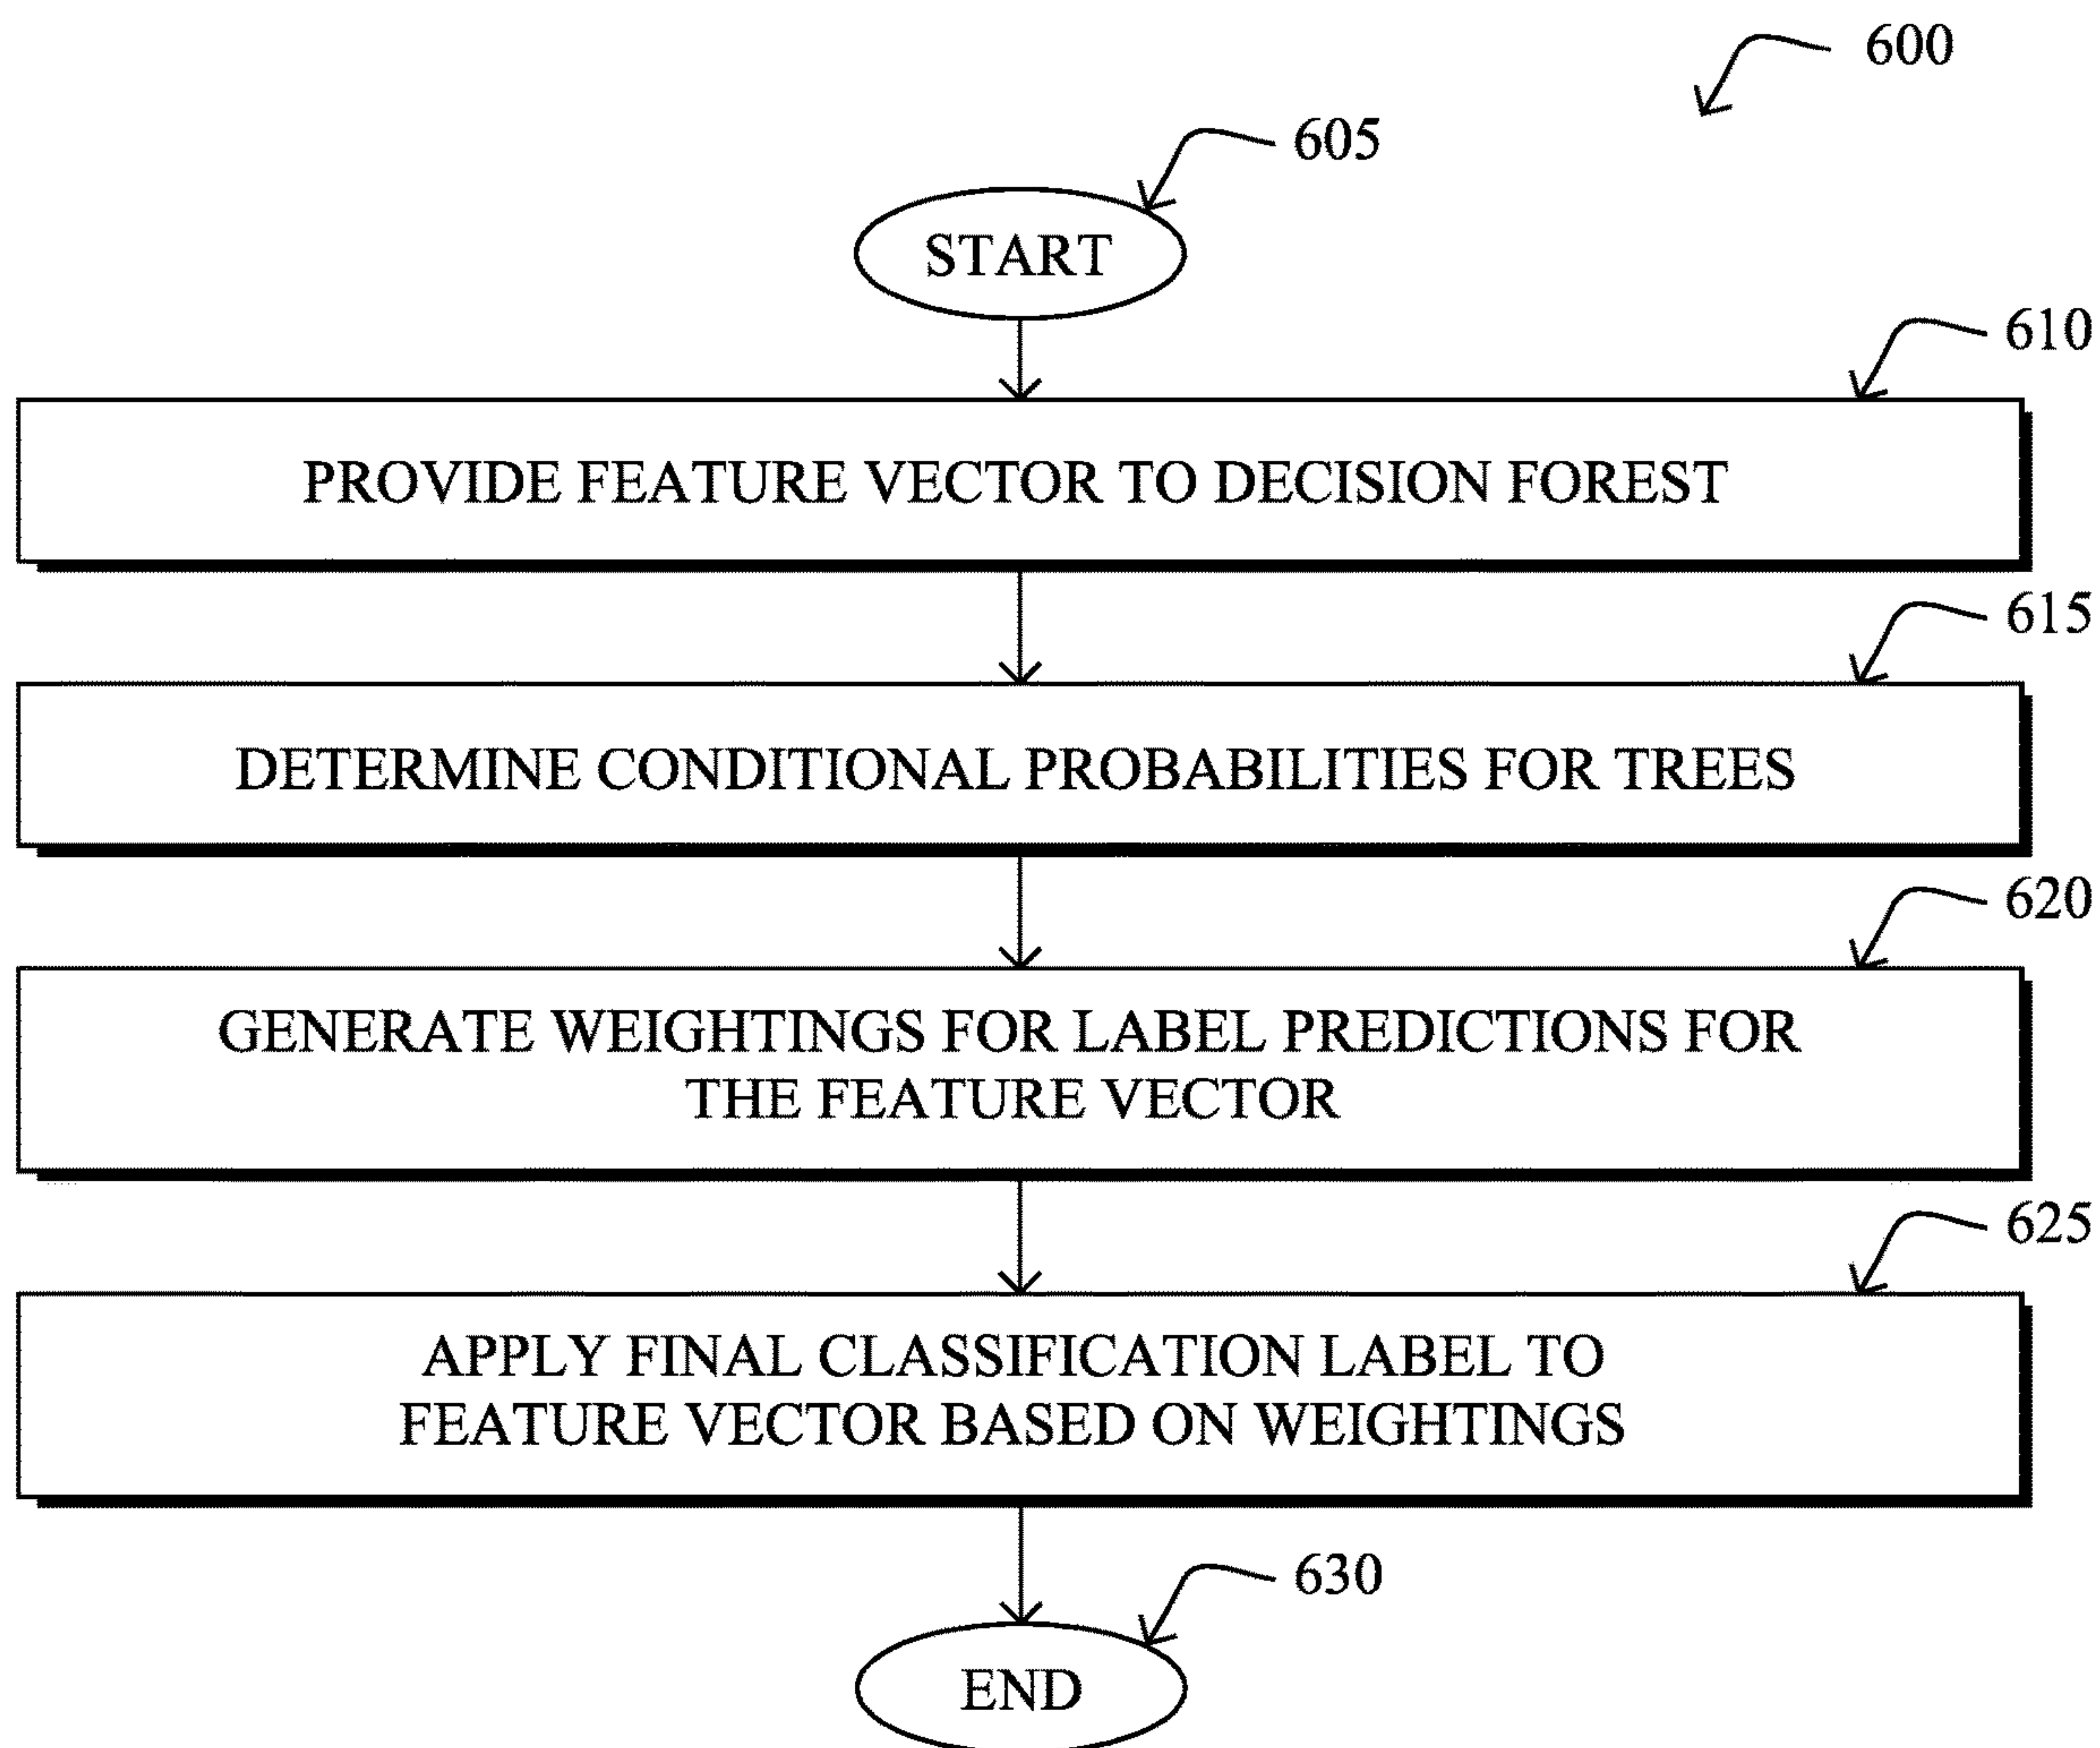 600
605
START
610
PROVIDE FEATURE VECTOR TO DECISION FOREST
615
DETERMINE CONDITIONAL PROBABILITIES FOR TREES
620
GENERATE WEIGHTINGS FOR LABEL PREDICTIONS FOR
THE FEATURE VECTOR
625
APPLY FINAL CLASSIFICATION LABEL TO
FEATURE VECTOR BASED ON WEIGHTINGS
630
END